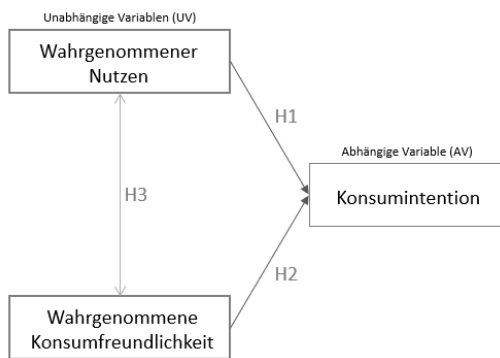 Unabhängige Variablen (UV)
Wahrgenommener
Nutzen
H1
Abhängige Variable (AV)
Konsumintention
H3
H2
Wahrgenommene
Konsumfreundlichkeit